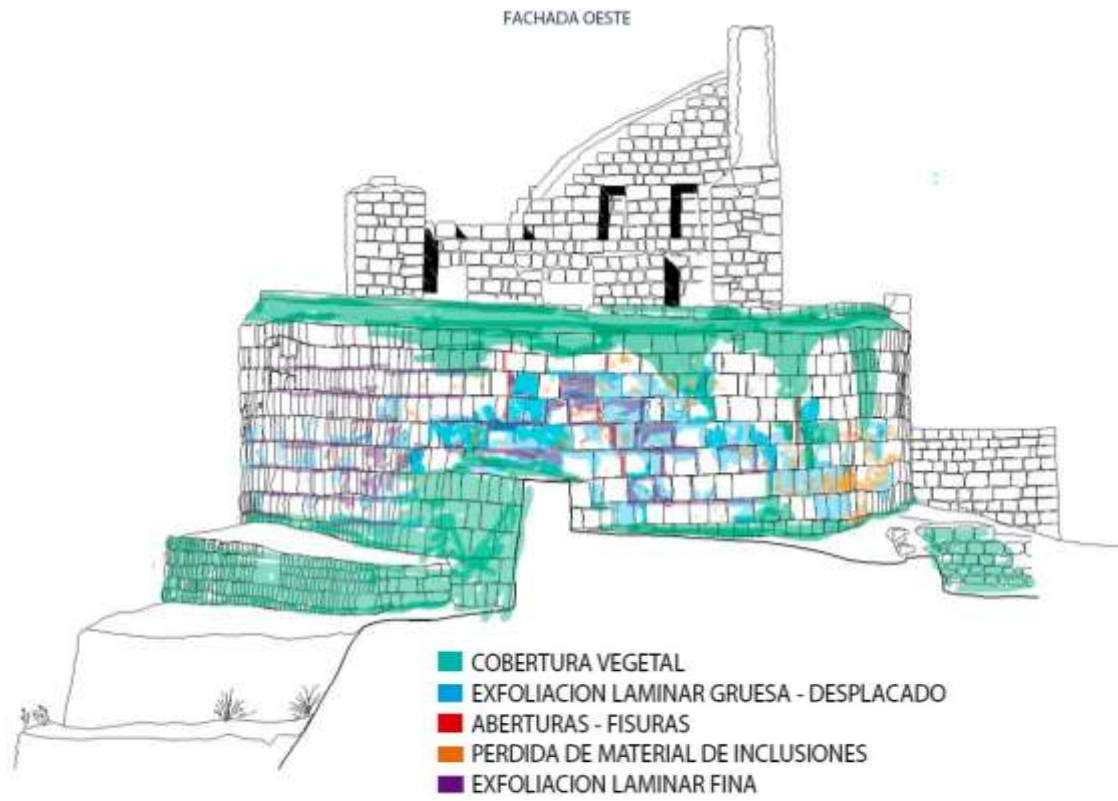 FACHADA OESTE
COBERTURA VEGETAL
EXFOLIACION LAMINAR GRUESA - DESPLACADO
ABERTURAS - FISURAS
PERDIDA DE MATERIAL DE INCLUSIONES
EXFOLIACION LAMINAR FINA